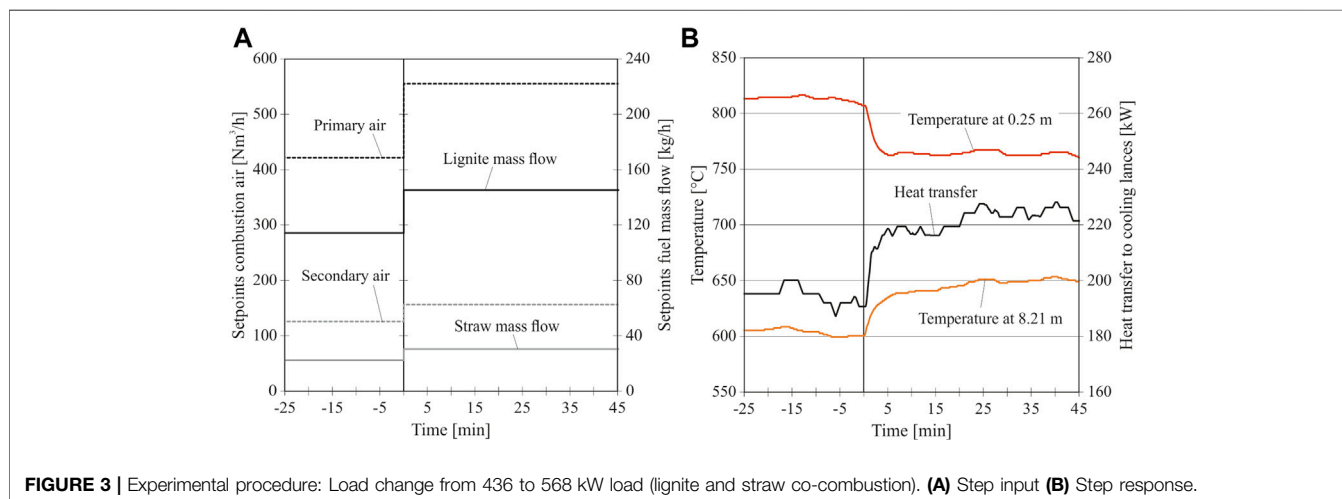 A
B
Setpoints combustion air [Nm³/h]
600
500
400
300
200
100
0
Primary air
Lignite mass flow
Secondary air
Straw mass flow
240
200
160
120
80
40
0
Setpoints fuel mass flow [kg/h]
-25 -15 -5 5 15 25 35 45
Time [min]
Temperature [°C]
850
800
750
700
650
600
550
Temperature at 0.25 m
Heat transfer
Temperature at 8.21 m
280
260
240
220
200
180
160
Heat transfer to cooling lances [kW]
-25 -15 -5 5 15 25 35 45
Time [min]
FIGURE 3 | Experimental procedure: Load change from 436 to 568 kW load (lignite and straw co-combustion). (A) Step input (B) Step response.